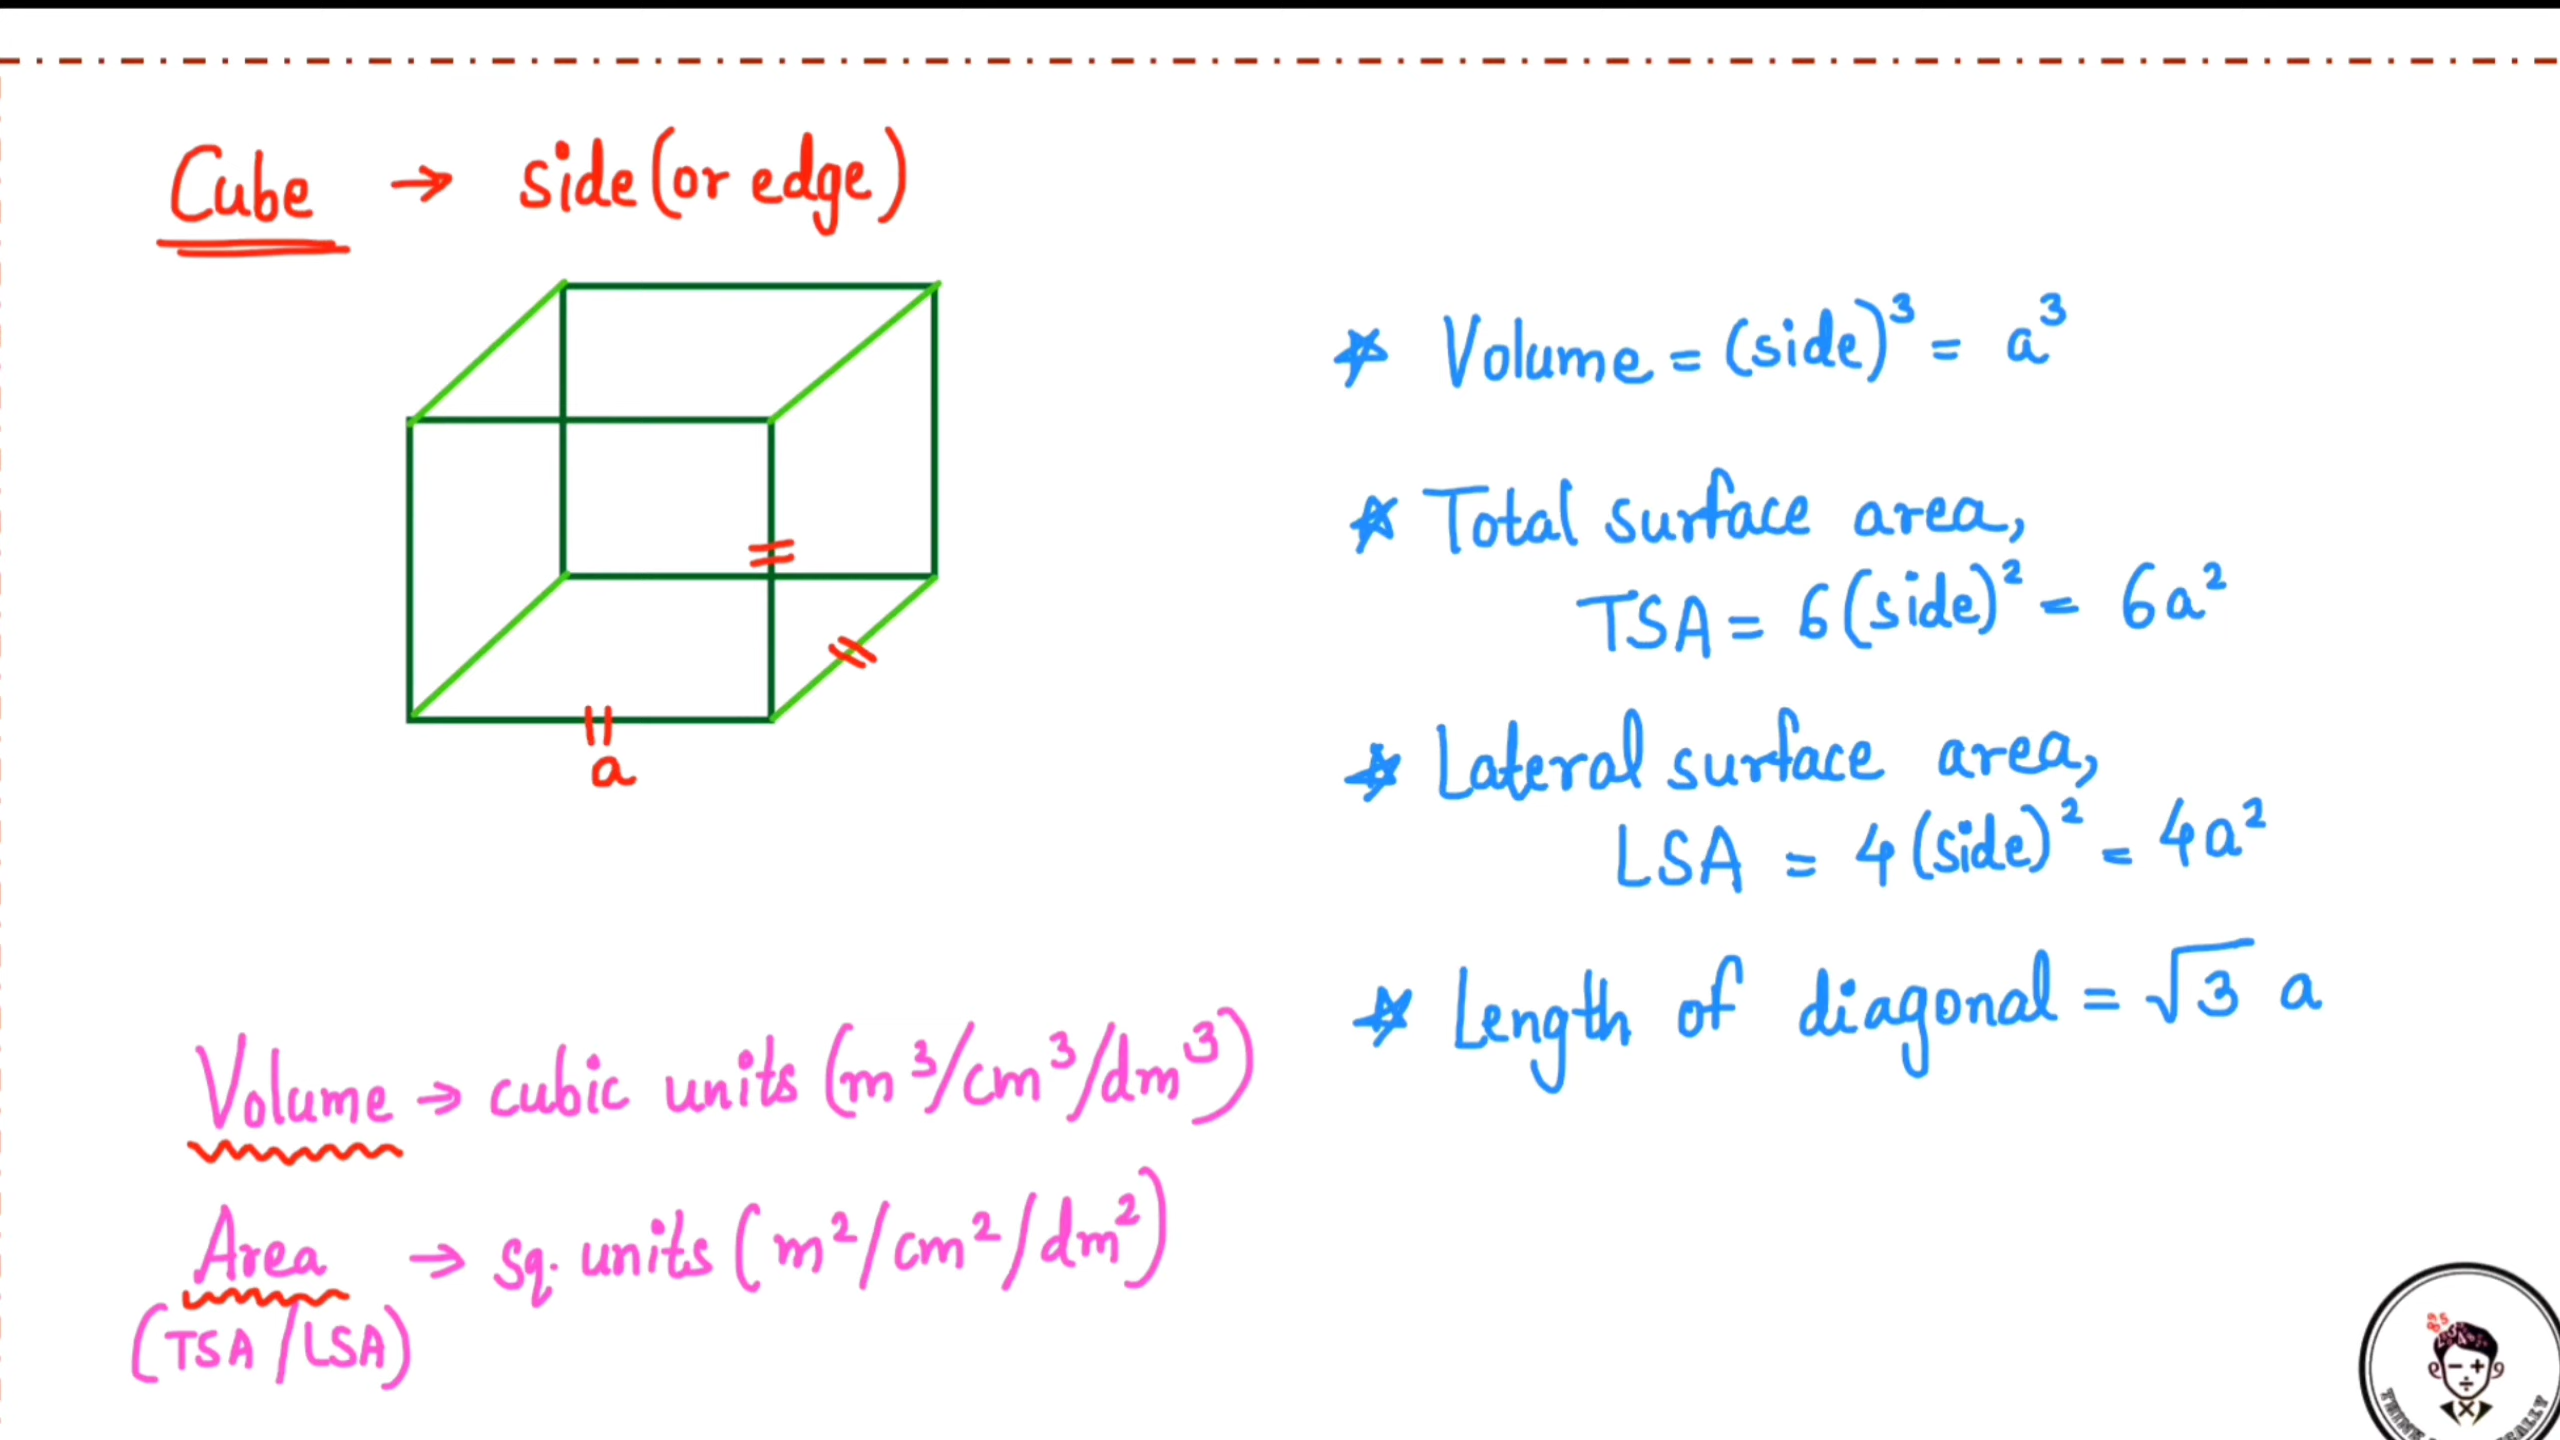 Cube → side (or edge)
a
* Volume = (side)³ = a³
* Total surface area,
TSA = 6 (side)² = 6a²
* Lateral surface area,
LSA = 4 (side)² = 4a²
* Length of diagonal = √3 a
Volume → cubic units (m³/cm³/dm³)
Area → sq. units (m²/cm²/dm²)
(TSA/LSA)